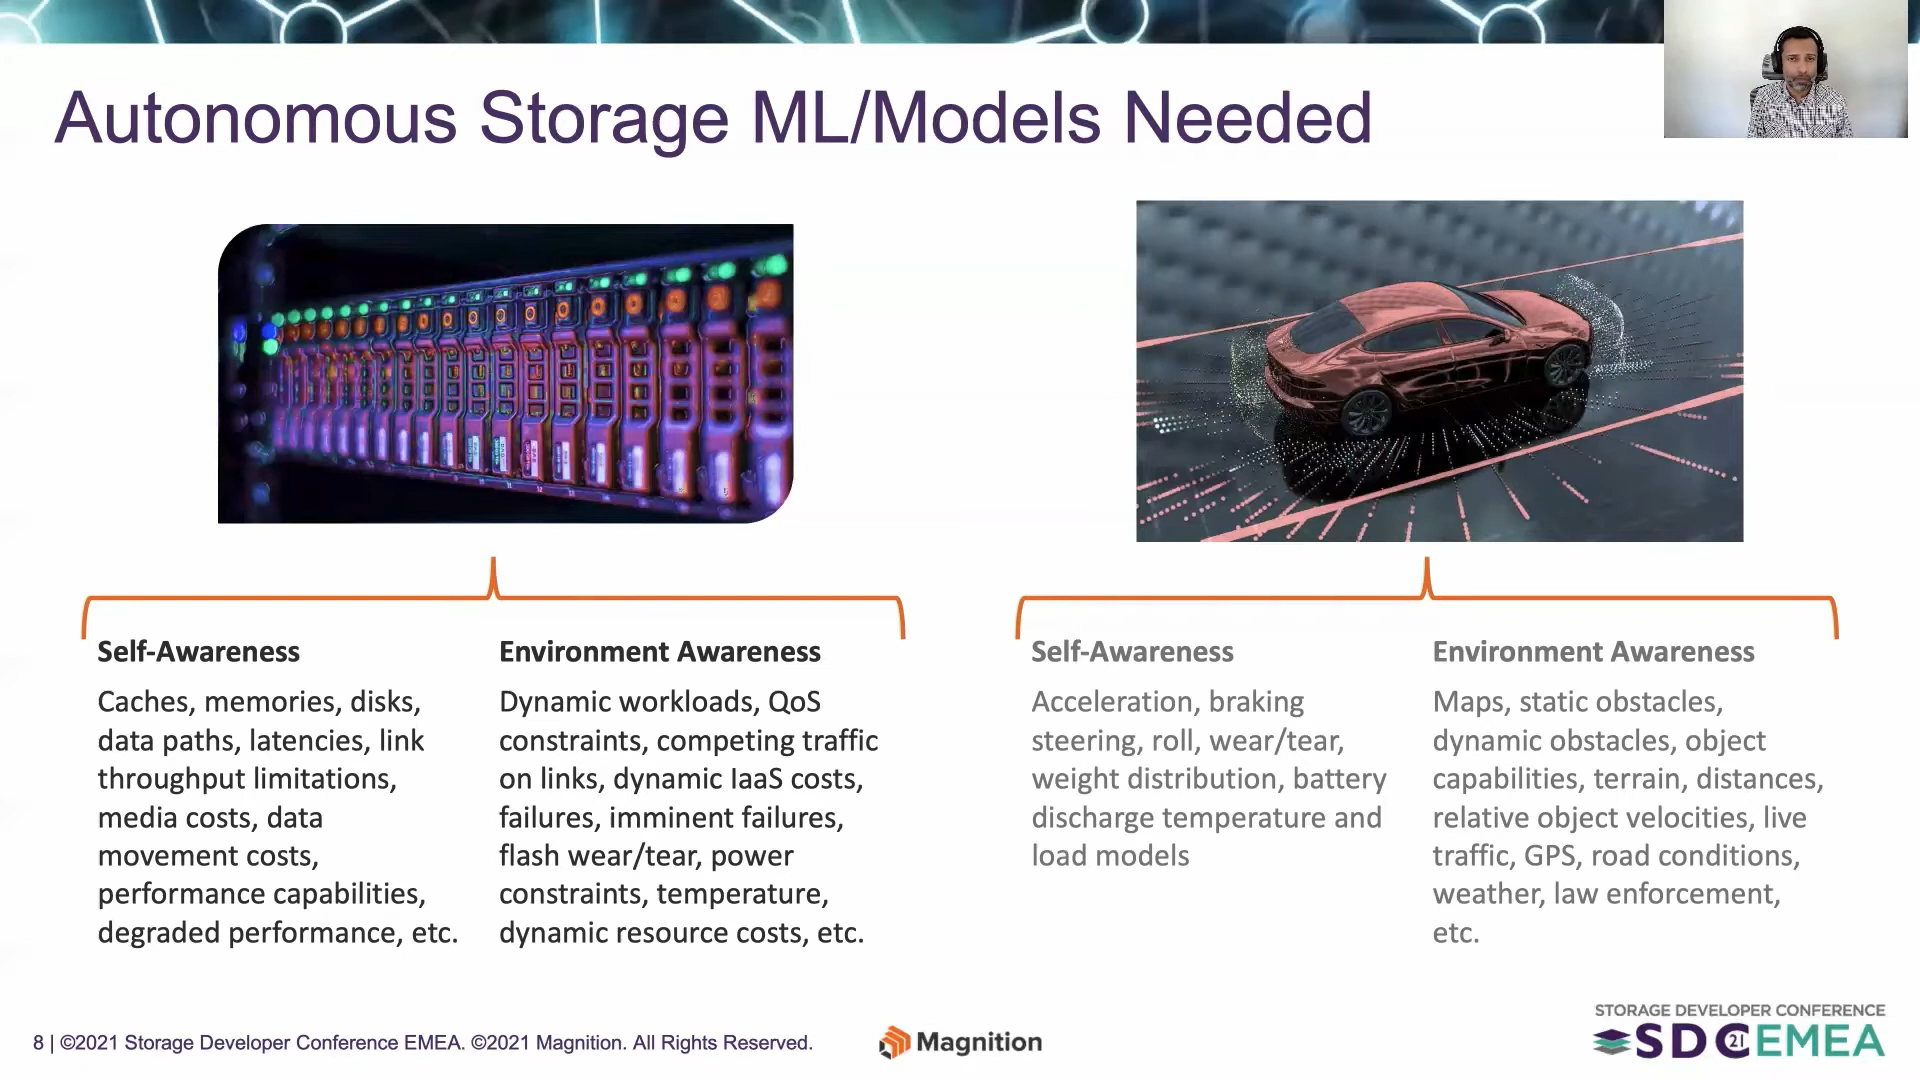 Autonomous Storage ML/Models Needed
Self-Awareness
Caches, memories, disks,
data paths, latencies, link
throughput limitations,
media costs, data
movement costs,
performance capabilities,
degraded performance, etc.
Environment Awareness
Dynamic workloads, QoS
constraints, competing traffic
on links, dynamic IaaS costs,
failures, imminent failures,
flash wear/tear, power
constraints, temperature,
dynamic resource costs, etc.
Self-Awareness
Acceleration, braking
steering, roll, wear/tear,
weight distribution, battery
discharge temperature and
load models
Environment Awareness
Maps, static obstacles,
dynamic obstacles, object
capabilities, terrain, distances,
relative object velocities, live
traffic, GPS, road conditions,
weather, law enforcement,
etc.
8 | ©2021 Storage Developer Conference EMEA. ©2021 Magnition. All Rights Reserved.
Magnition
STORAGE DEVELOPER CONFERENCE
SDC 21 EMEA